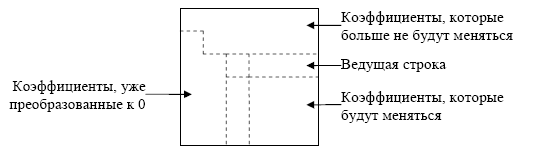 Коэффициенты, которые
больше не будут меняться
Ведущая строка
Коэффициенты, уже
преобразованные к 0
Коэффициенты, которые
будут меняться